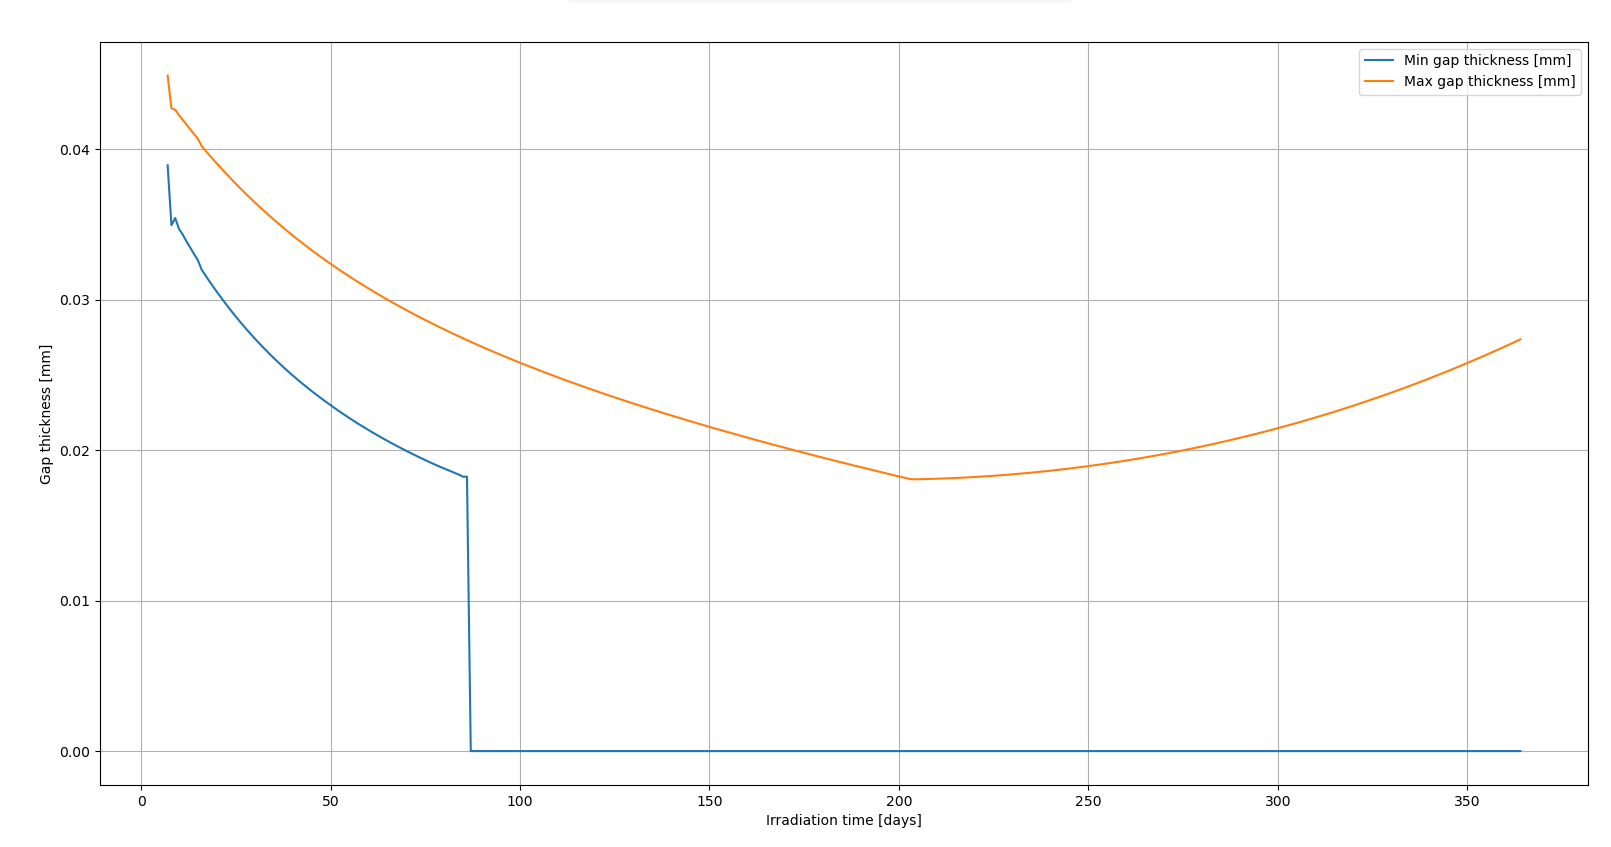 Min gap thickness [mm]
Max gap thickness [mm]
Gap thickness [mm]
0.04
0.03
0.02
0.01
0.00
0 50 100 150 200 250 300 350
Irradiation time [days]